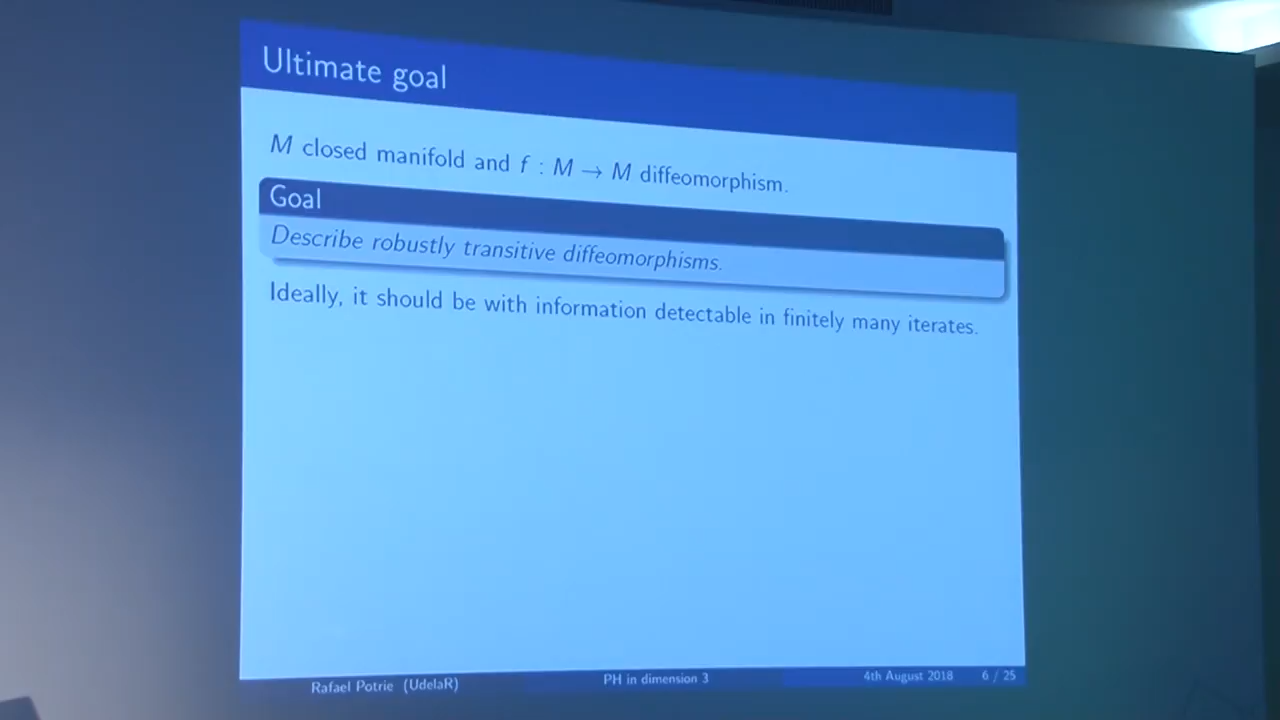 Ultimate goal
M closed manifold and f : M → M diffeomorphism.
Goal
Describe robustly transitive diffeomorphisms.
Ideally, it should be with information detectable in finitely many iterates.
Rafael Potrie (UdelaR) PH in dimension 3 4th August 2018 6 / 25